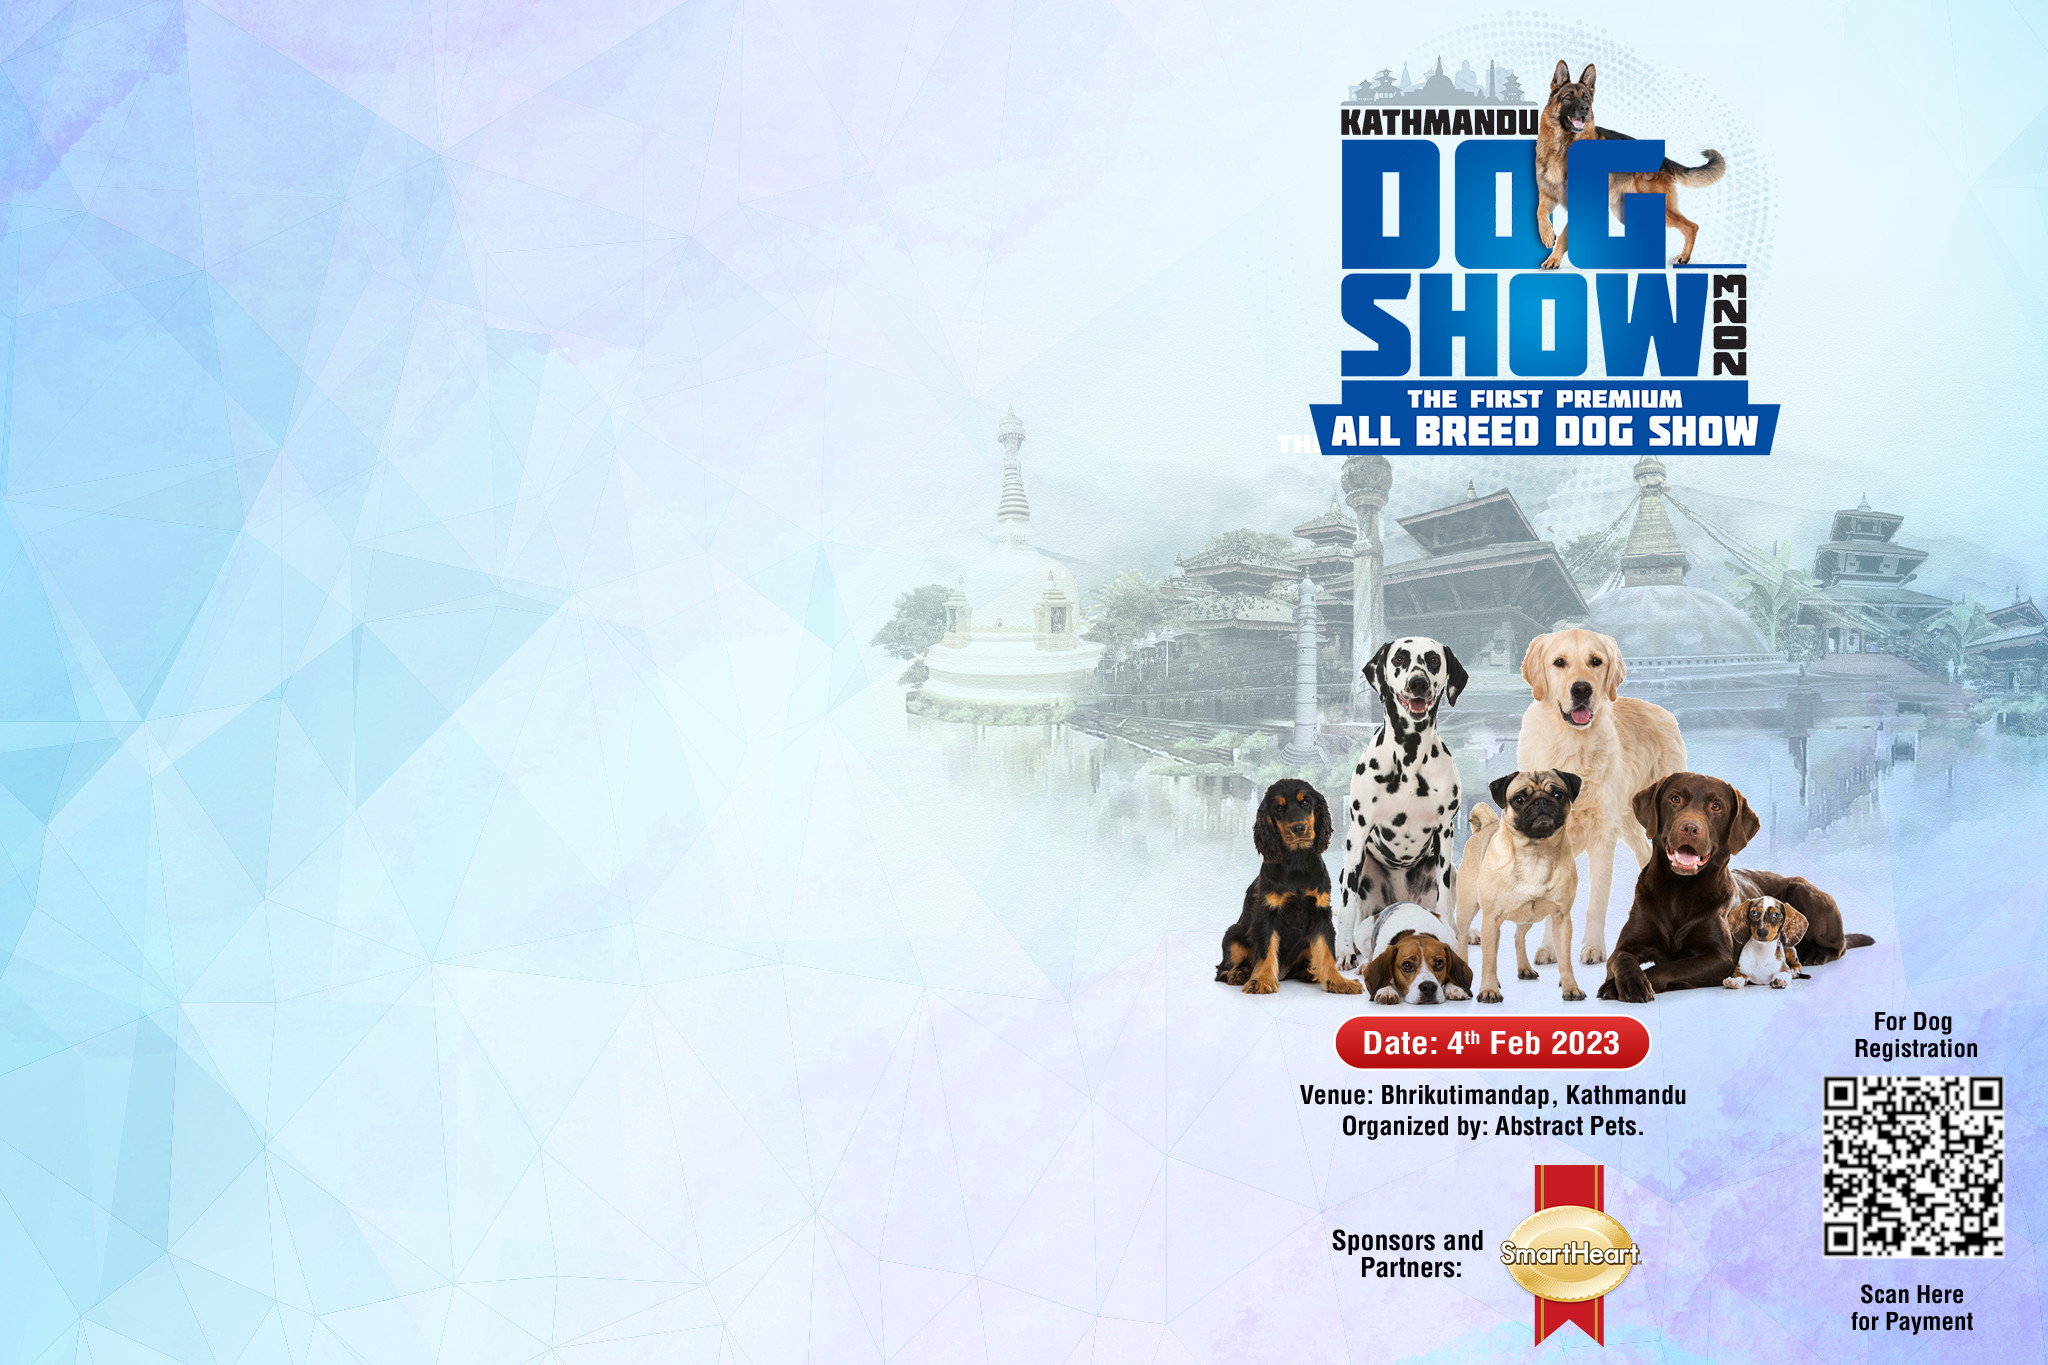 KATHMANDU
DOG
SHOW
2023
THE FIRST PREMIUM
ALL BREED DOG SHOW
Date: 4th Feb 2023
Venue: Bhrikutimandap, Kathmandu
Organized by: Abstract Pets.
Sponsors and
Partners:
SmartHeart
For Dog
Registration
Scan Here
for Payment